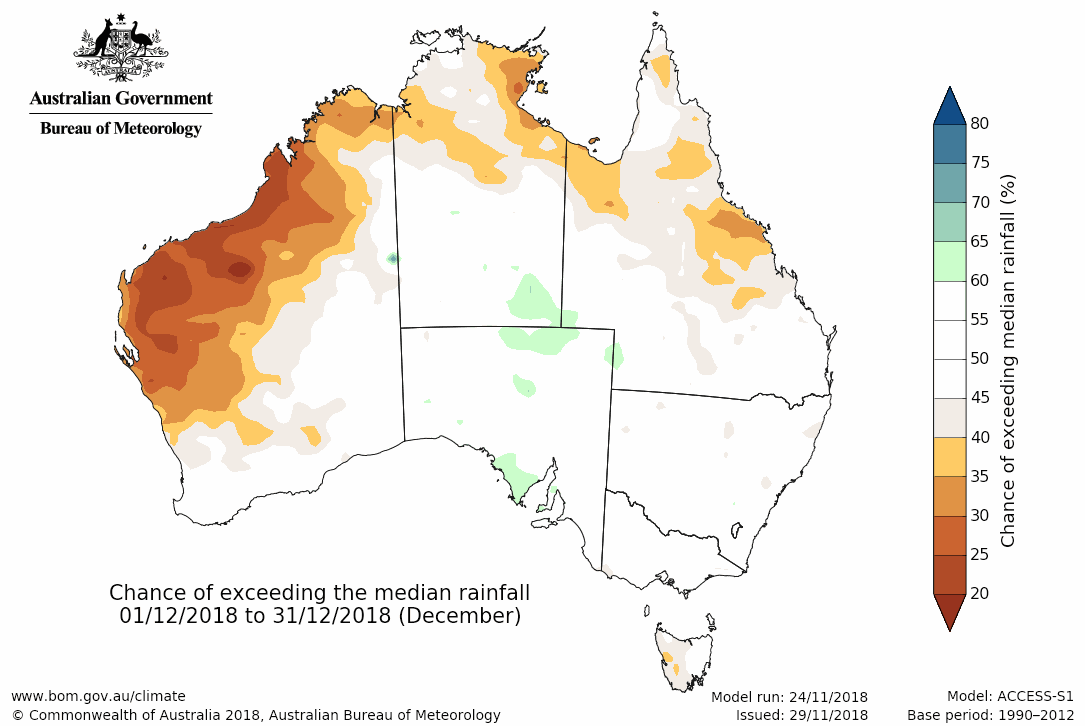 AUSTRALIA
Australian Government
Bureau of Meteorology
80
75
70
65
60
55
50
45
40
35
30
25
20
Chance of exceeding median rainfall (%)
Chance of exceeding the median rainfall
01/12/2018 to 31/12/2018 (December)
www.bom.gov.au/climate
© Commonwealth of Australia 2018, Australian Bureau of Meteorology
Model run: 24/11/2018
Issued: 29/11/2018
Model: ACCESS-S1
Base period: 1990–2012